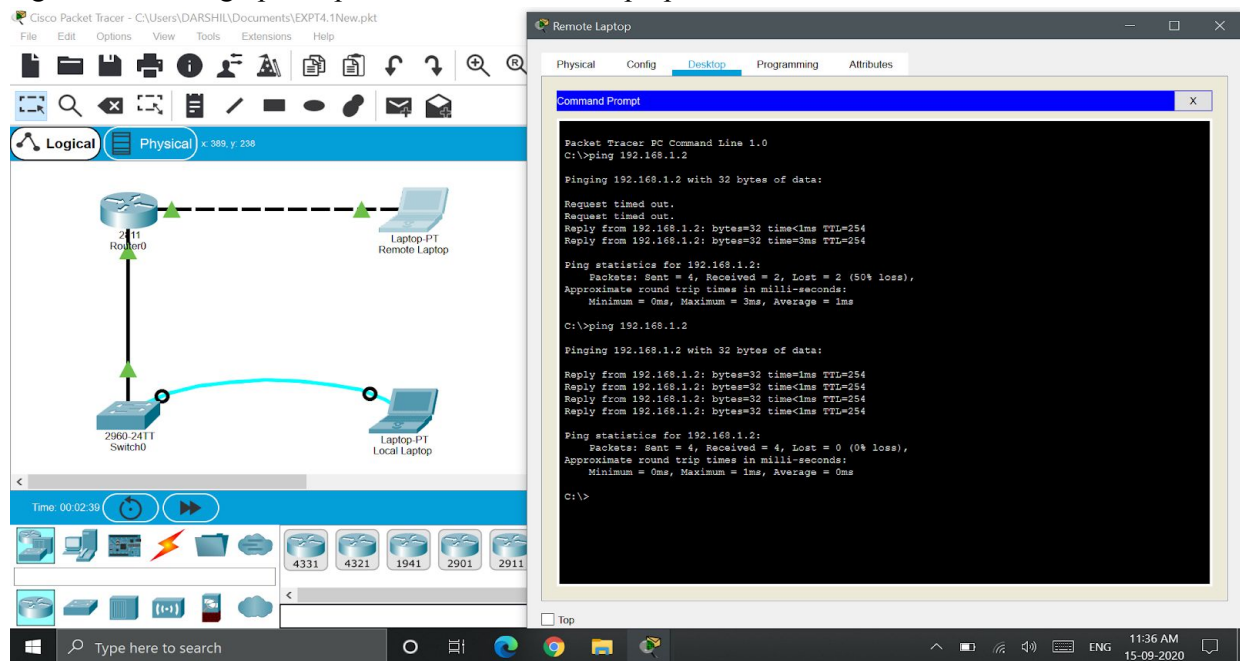 Cisco Packet Tracer - C:\Users\DARSHIL\Documents\EXPT4.1New.pkt
File Edit Options View Tools Extensions Help
Logical
Physical
x: 389, y: 238
2811
Router0
Laptop-PT
Remote Laptop
2960-24TT
Switch0
Laptop-PT
Local Laptop
Time: 00:02:39
4331 4321 1941 2901 2911
Remote Laptop
Physical Config Desktop Programming Attributes
Command Prompt
X
Packet Tracer PC Command Line 1.0
C:\>ping 192.168.1.2
Pinging 192.168.1.2 with 32 bytes of data:
Request timed out.
Request timed out.
Reply from 192.168.1.2: bytes=32 time<1ms TTL=254
Reply from 192.168.1.2: bytes=32 time=3ms TTL=254
Ping statistics for 192.168.1.2:
Packets: Sent = 4, Received = 2, Lost = 2 (50% loss),
Approximate round trip times in milli-seconds:
Minimum = 0ms, Maximum = 3ms, Average = 1ms
C:\>ping 192.168.1.2
Pinging 192.168.1.2 with 32 bytes of data:
Reply from 192.168.1.2: bytes=32 time=1ms TTL=254
Reply from 192.168.1.2: bytes=32 time<1ms TTL=254
Reply from 192.168.1.2: bytes=32 time<1ms TTL=254
Reply from 192.168.1.2: bytes=32 time<1ms TTL=254
Ping statistics for 192.168.1.2:
Packets: Sent = 4, Received = 4, Lost = 0 (0% loss),
Approximate round trip times in milli-seconds:
Minimum = 0ms, Maximum = 1ms, Average = 0ms
C:\>
Top
Type here to search
ENG
11:36 AM
15-09-2020